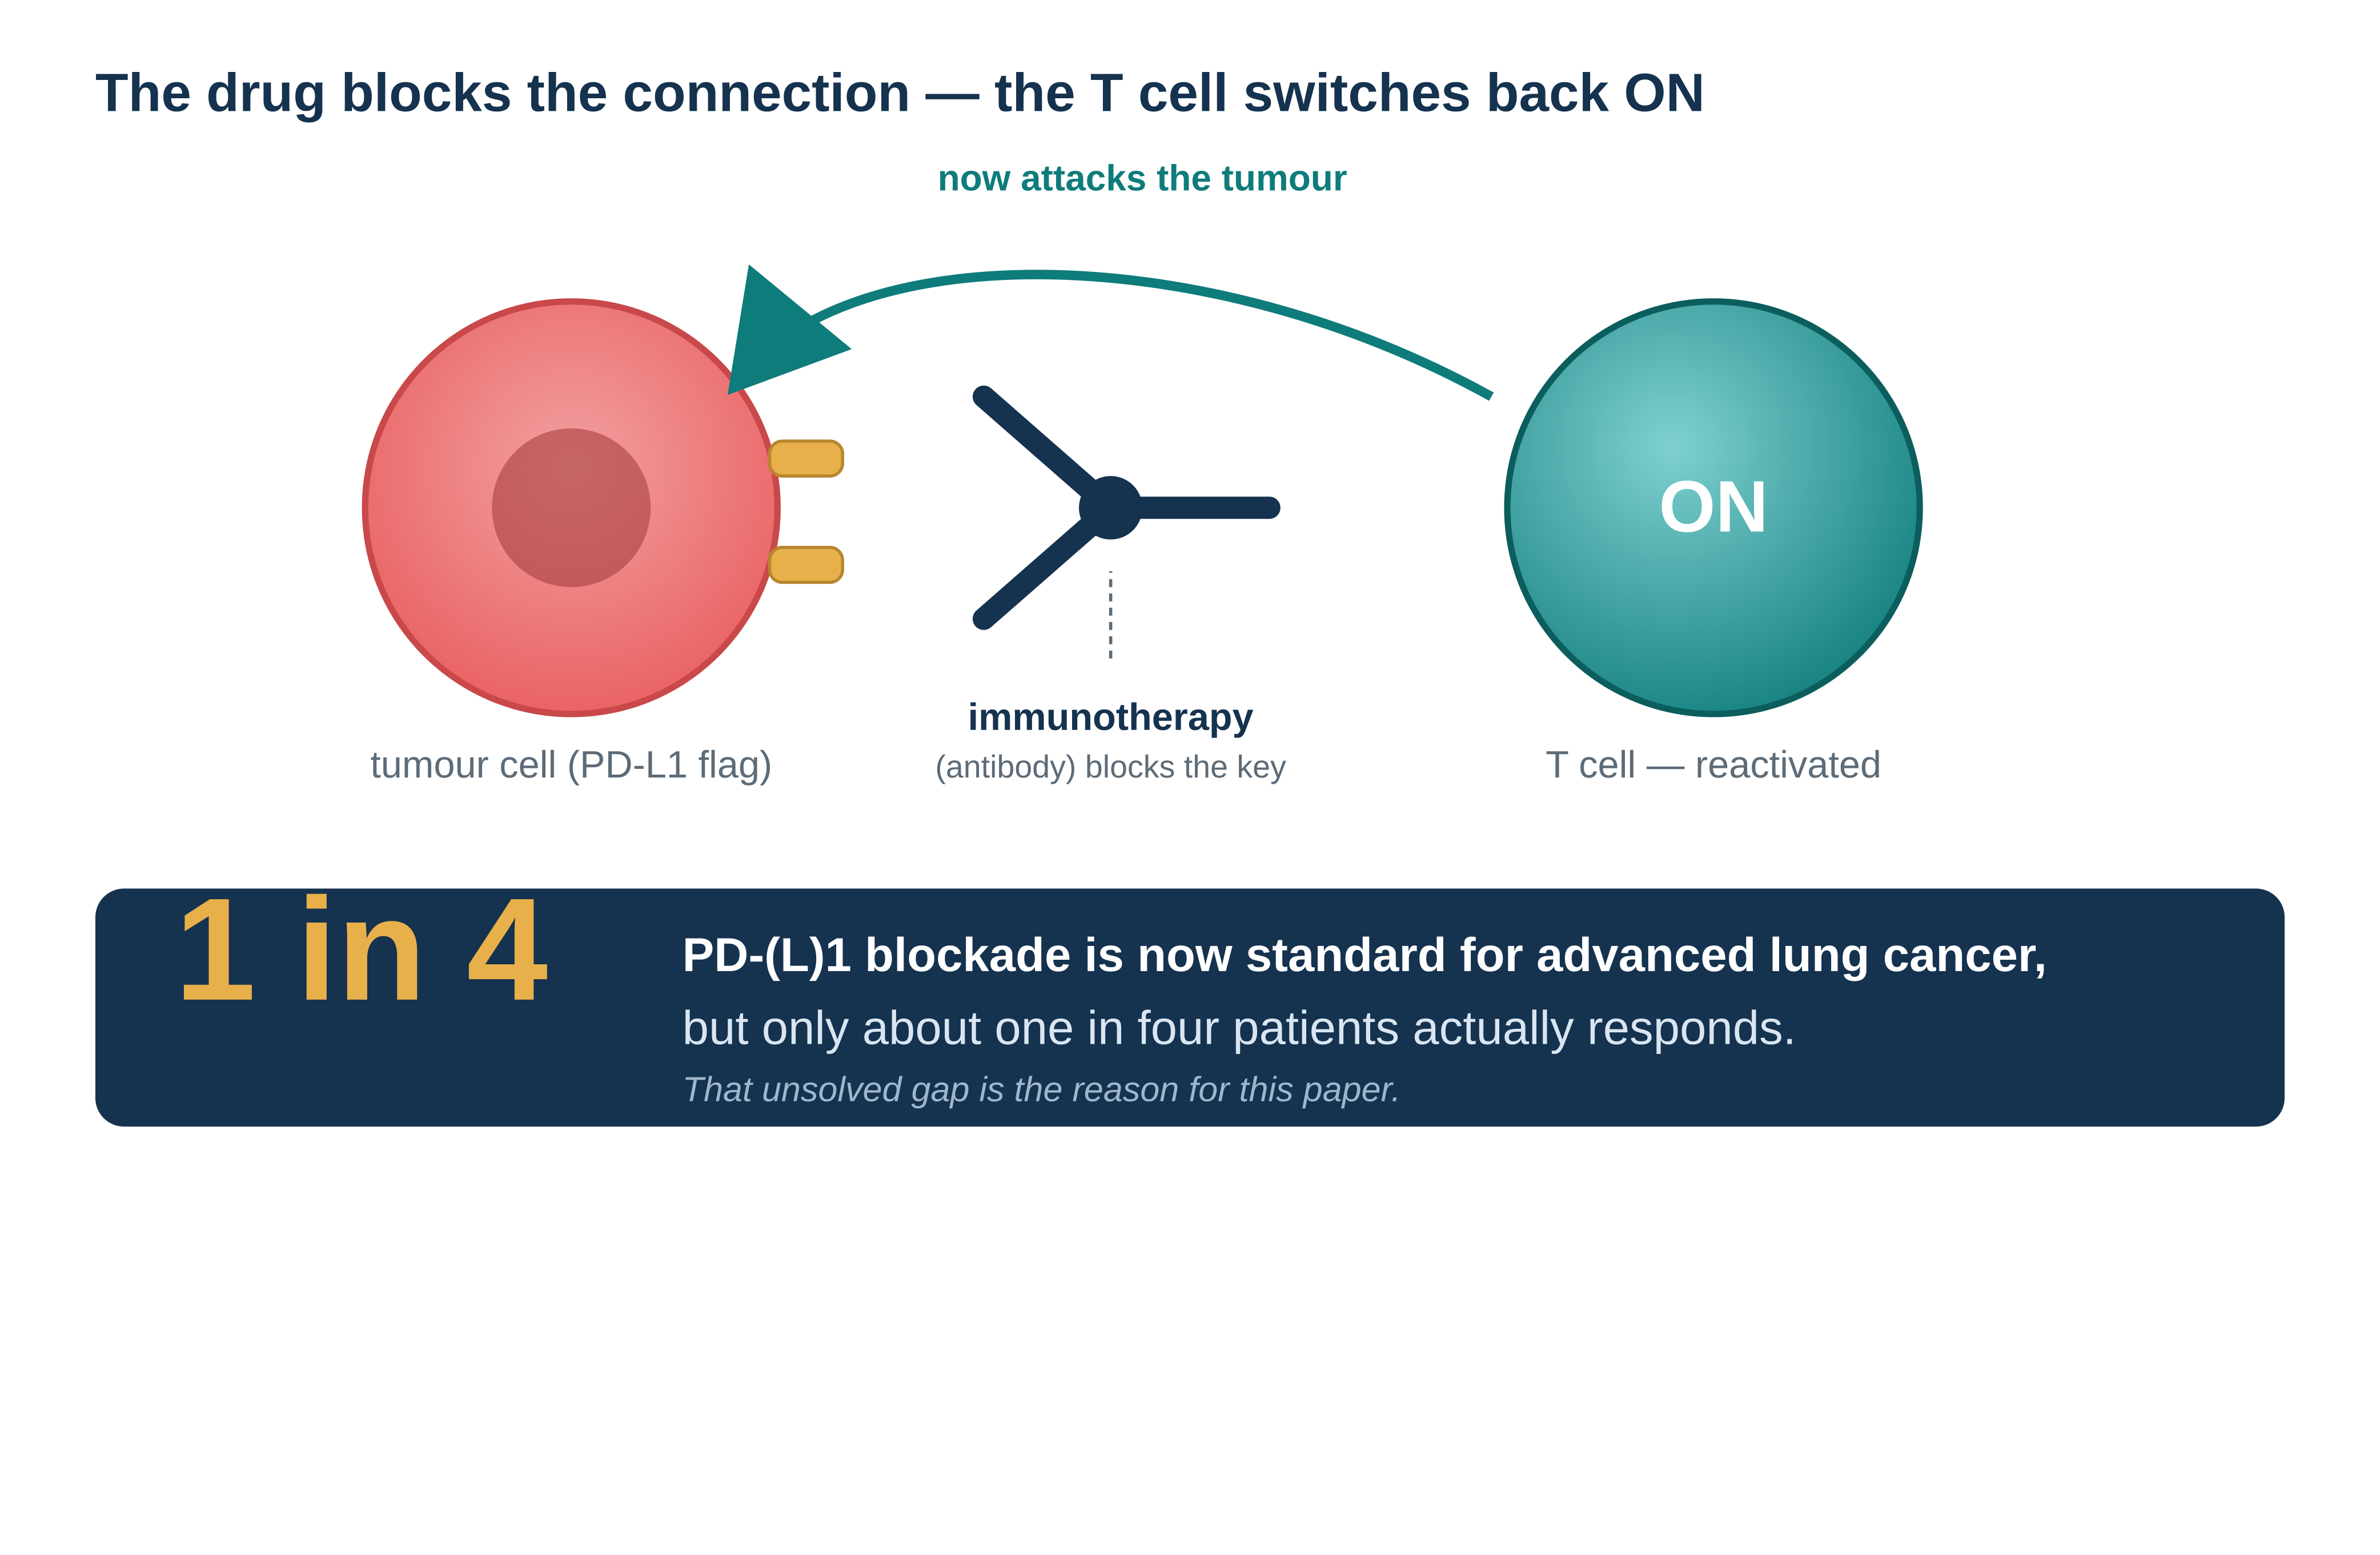 The drug blocks the connection — the T cell switches back ON
now attacks the tumour
ON
immunotherapy
tumour cell (PD-L1 flag)
(antibody) blocks the key
T cell — reactivated
1 in 4
PD-(L)1 blockade is now standard for advanced lung cancer,
but only about one in four patients actually responds.
That unsolved gap is the reason for this paper.